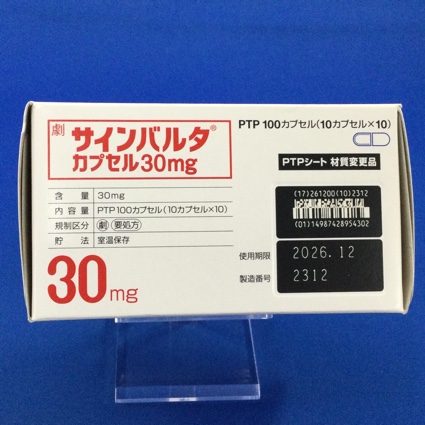 劇 サインバルタ®
カプセル30mg
PTP 100カプセル(10カプセル×10)
PTPシート 材質変更品
含量 30mg
内容量 PTP100カプセル(10カプセル×10)
規制区分 劇 要処方
貯法 室温保存
30mg
(17)261200(10)2312
(01)14987428954302
使用期限 2026.12
製造番号 2312